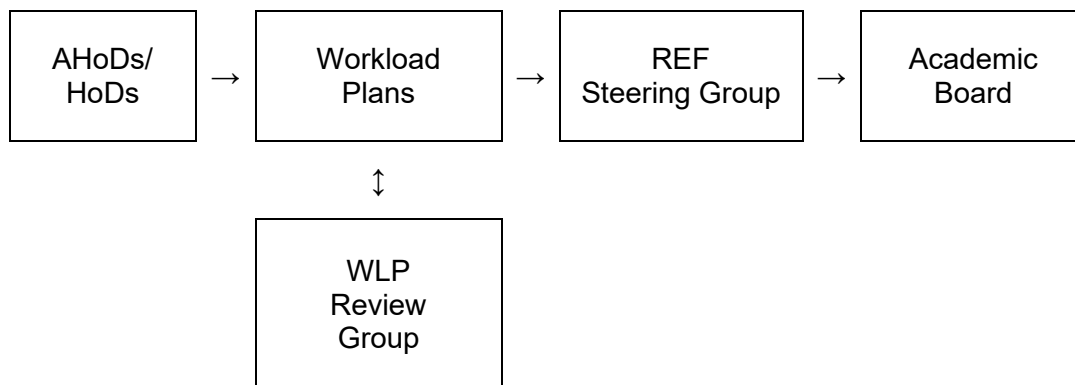 AHoDs/
HoDs
→
Workload
Plans
→
REF
Steering Group
→
Academic
Board
↕
WLP
Review
Group